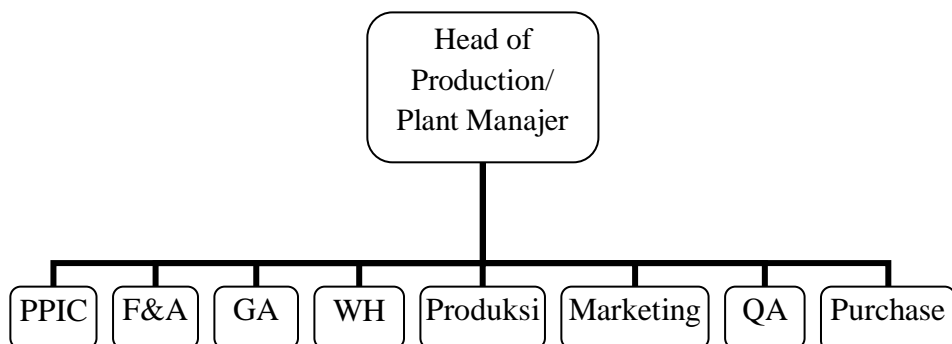 Head of
Production/
Plant Manajer
PPIC
F&A
GA
WH
Produksi
Marketing
QA
Purchase